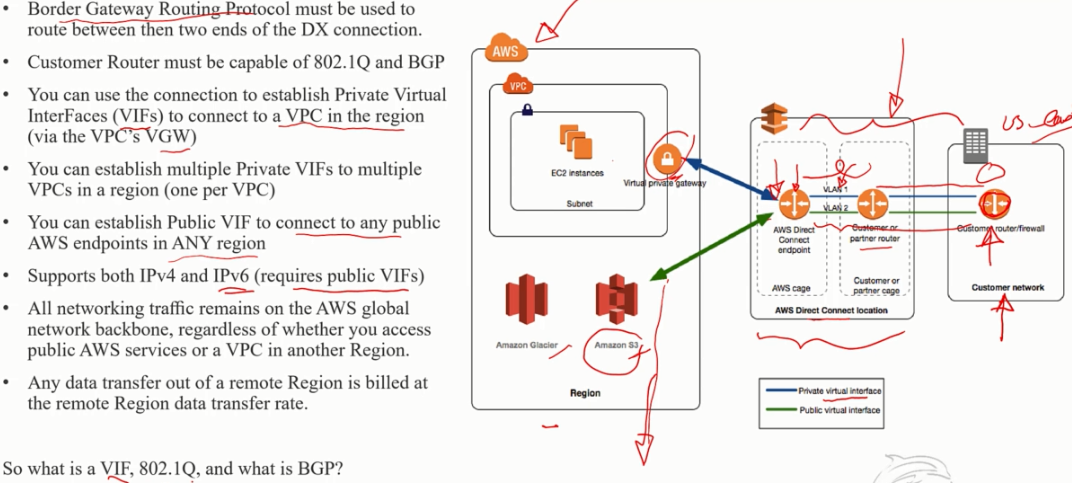 • Border Gateway Routing Protocol must be used to
route between then two ends of the DX connection.
• Customer Router must be capable of 802.1Q and BGP
• You can use the connection to establish Private Virtual
InterFaces (VIFs) to connect to a VPC in the region
(via the VPC's VGW)
• You can establish multiple Private VIFs to multiple
VPCs in a region (one per VPC)
• You can establish Public VIF to connect to any public
AWS endpoints in ANY region
• Supports both IPv4 and IPv6 (requires public VIFs)
• All networking traffic remains on the AWS global
network backbone, regardless of whether you access
public AWS services or a VPC in another Region.
• Any data transfer out of a remote Region is billed at
the remote Region data transfer rate.
So what is a VIF, 802.1Q, and what is BGP?
AWS
VPC
EC2 instances
Subnet
Virtual private gateway
Amazon Glacier
Amazon S3
Region
VLAN 1
VLAN 2
AWS Direct
Connect
endpoint
Customer or
partner router
AWS cage
Customer or
partner cage
AWS Direct Connect location
Customer router/firewall
Customer network
Private virtual interface
Public virtual interface